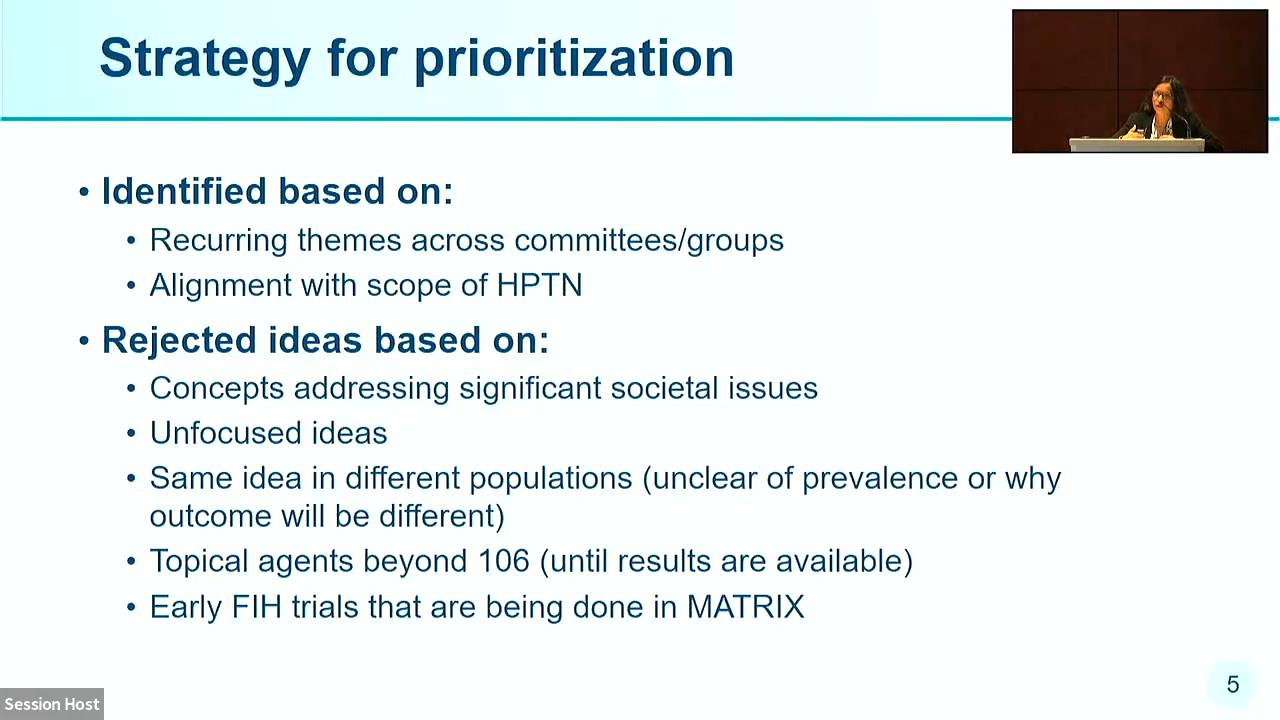 Strategy for prioritization
• Identified based on:
• Recurring themes across committees/groups
• Alignment with scope of HPTN
• Rejected ideas based on:
• Concepts addressing significant societal issues
• Unfocused ideas
• Same idea in different populations (unclear of prevalence or why
outcome will be different)
• Topical agents beyond 106 (until results are available)
• Early FIH trials that are being done in MATRIX
Session Host
5